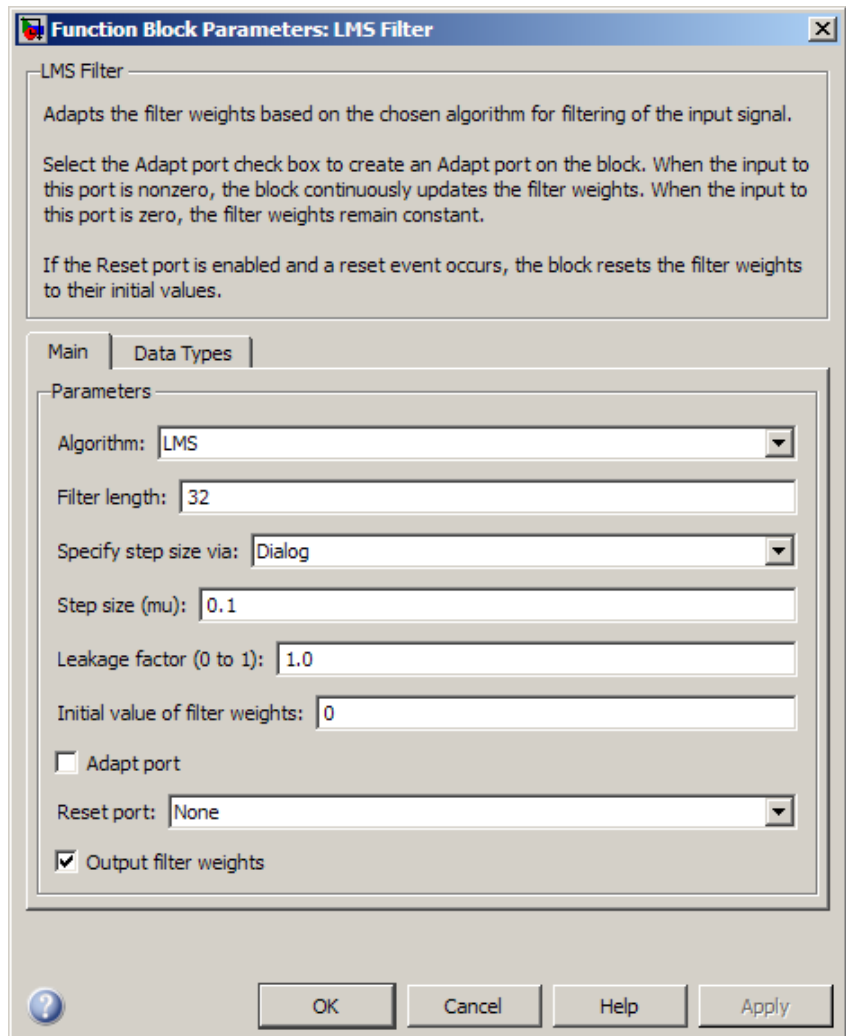 Function Block Parameters: LMS Filter
LMS Filter
Adapts the filter weights based on the chosen algorithm for filtering of the input signal.
Select the Adapt port check box to create an Adapt port on the block. When the input to
this port is nonzero, the block continuously updates the filter weights. When the input to
this port is zero, the filter weights remain constant.
If the Reset port is enabled and a reset event occurs, the block resets the filter weights
to their initial values.
Main Data Types
Parameters
Algorithm: LMS
Filter length: 32
Specify step size via: Dialog
Step size (mu): 0.1
Leakage factor (0 to 1): 1.0
Initial value of filter weights: 0
Adapt port
Reset port: None
Output filter weights
? OK Cancel Help Apply